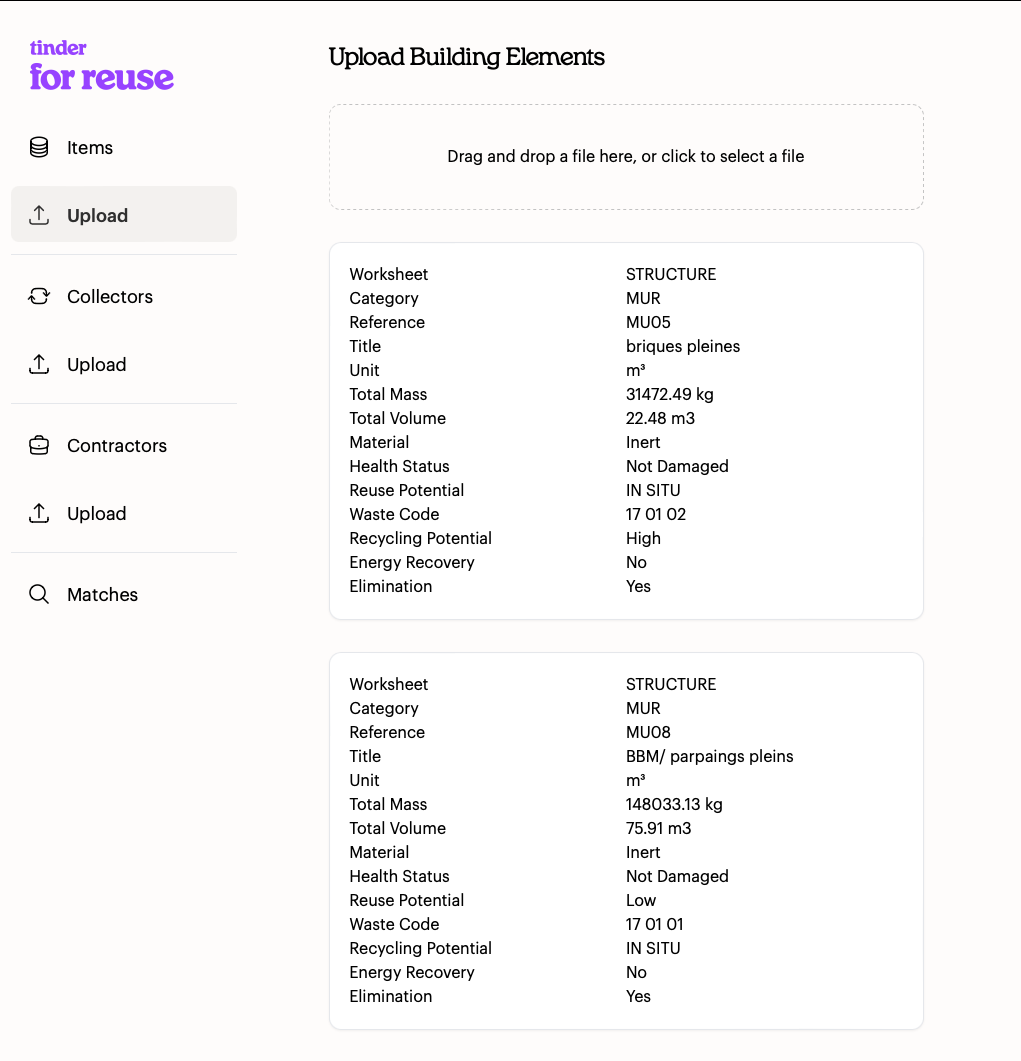 tinder
for reuse
Items
Upload
Collectors
Upload
Contractors
Upload
Matches
Upload Building Elements
Drag and drop a file here, or click to select a file
Worksheet STRUCTURE
Category MUR
Reference MU05
Title briques pleines
Unit m³
Total Mass 31472.49 kg
Total Volume 22.48 m3
Material Inert
Health Status Not Damaged
Reuse Potential IN SITU
Waste Code 17 01 02
Recycling Potential High
Energy Recovery No
Elimination Yes
Worksheet STRUCTURE
Category MUR
Reference MU08
Title BBM/ parpaings pleins
Unit m³
Total Mass 148033.13 kg
Total Volume 75.91 m3
Material Inert
Health Status Not Damaged
Reuse Potential Low
Waste Code 17 01 01
Recycling Potential IN SITU
Energy Recovery No
Elimination Yes